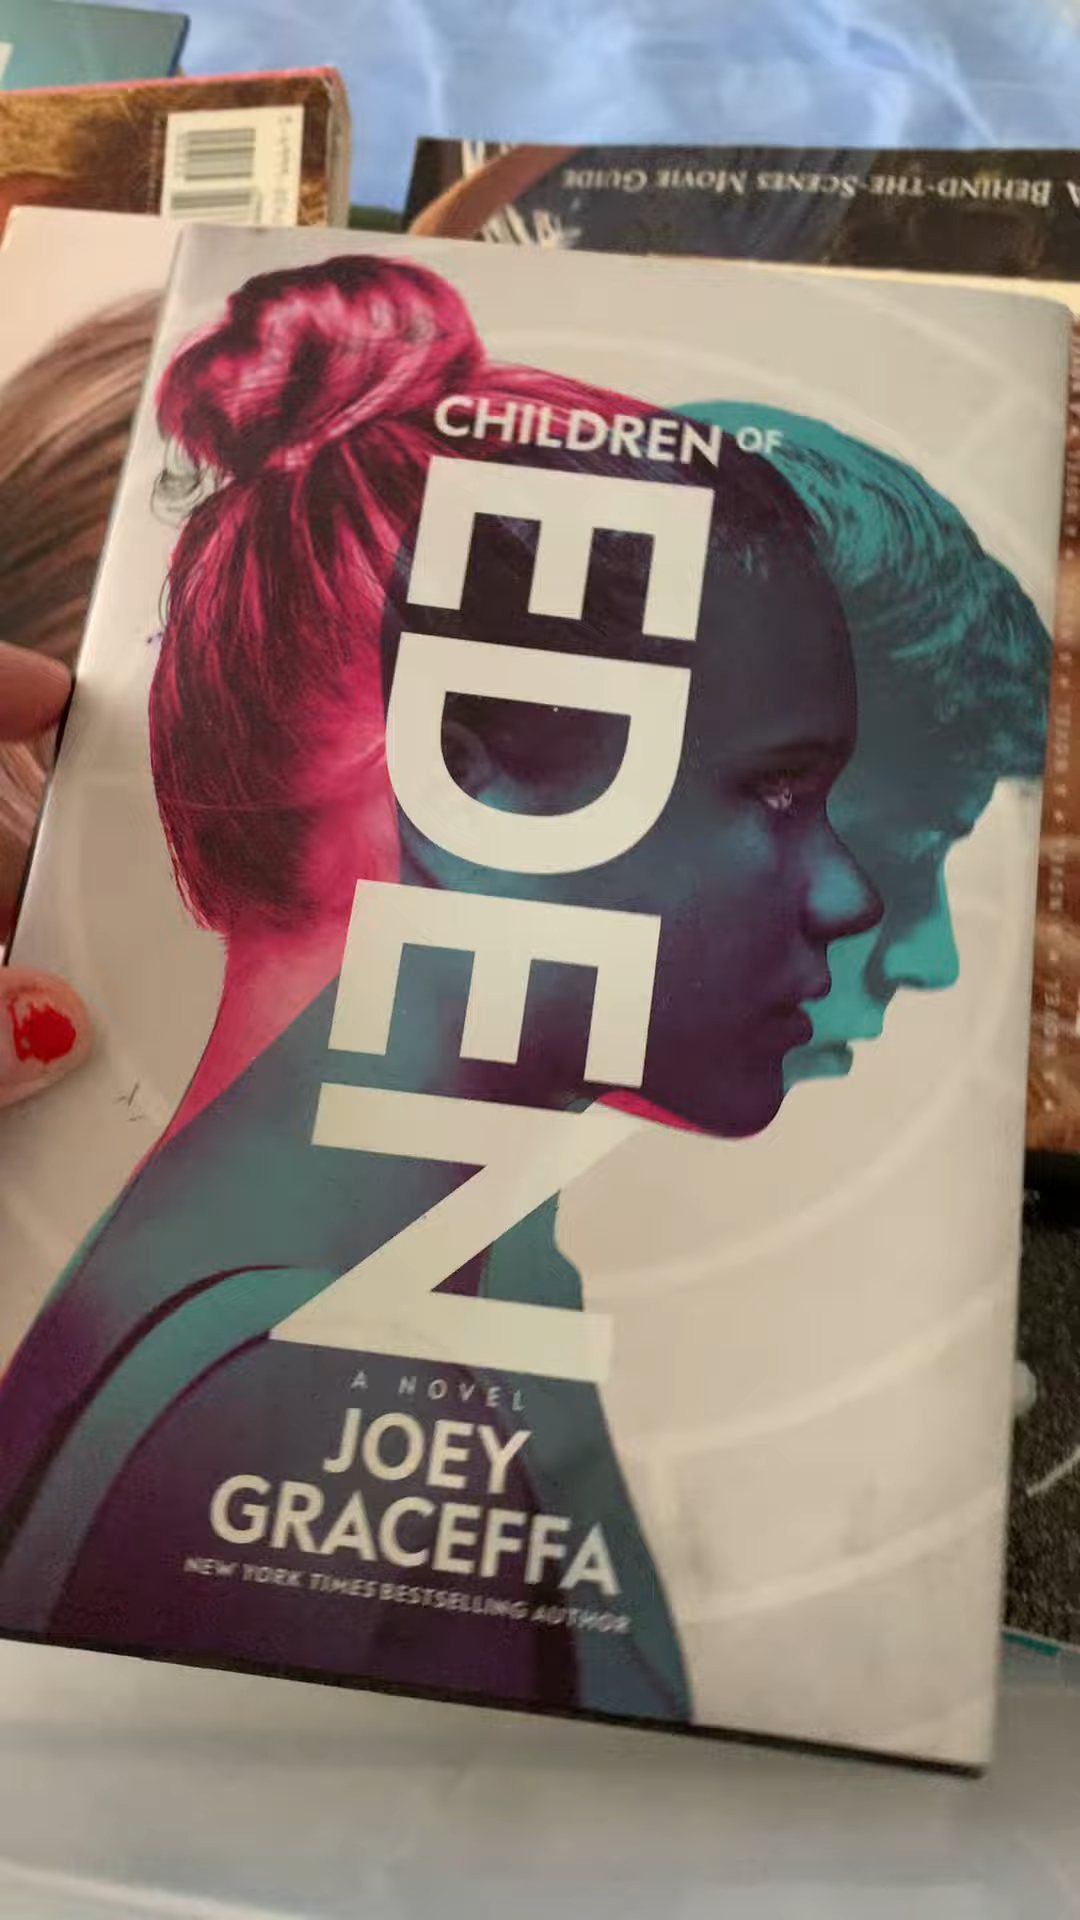 A BEHIND-THE-SCENES MOVIE GUIDE
CHILDREN OF
EDEN
A NOVEL
JOEY
GRACEFFA
NEW YORK TIMES BESTSELLING AUTHOR